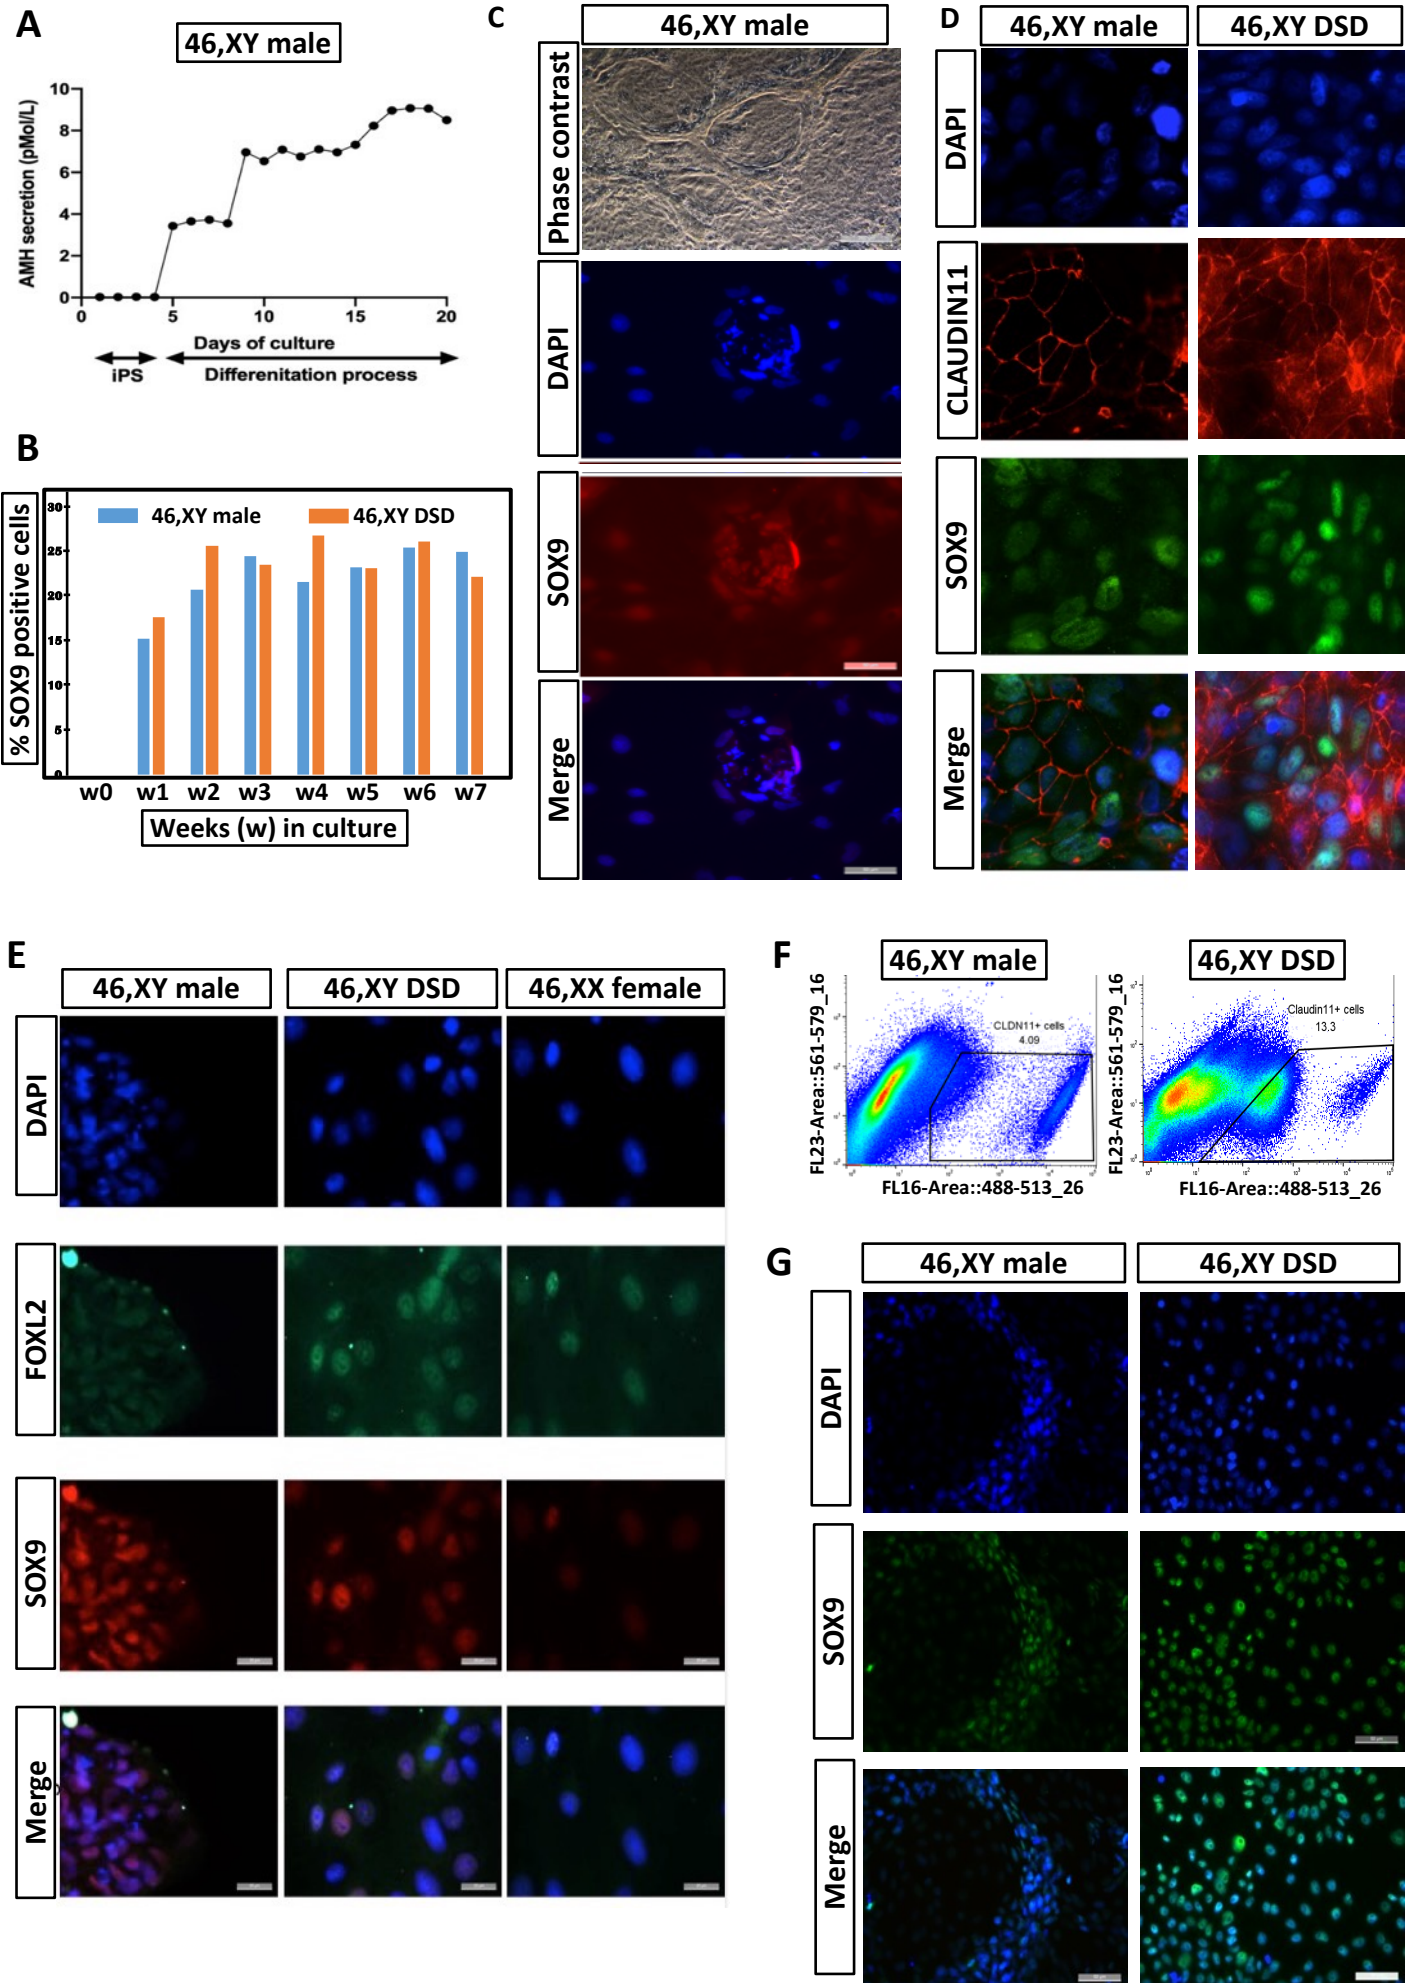 A
46,XY male
AMH secretion (pMol/L)
10
8
6
4
2
0
0 5 10 15 20
Days of culture
iPS
Differenitation process
B
% SOX9 positive cells
30
25
20
15
10
5
0
46,XY male 46,XY DSD
w0 w1 w2 w3 w4 w5 w6 w7
Weeks (w) in culture
C
46,XY male
Phase contrast
DAPI
SOX9
Merge
D
46,XY male 46,XY DSD
DAPI
CLAUDIN11
SOX9
Merge
E
46,XY male 46,XY DSD 46,XX female
DAPI
FOXL2
SOX9
Merge
F
46,XY male
FL23-Area::561-579_16
CLDN11+ cells
4.09
FL16-Area::488-513_26
46,XY DSD
FL23-Area::561-579_16
Claudin11+ cells
13.3
FL16-Area::488-513_26
G
46,XY male 46,XY DSD
DAPI
SOX9
Merge